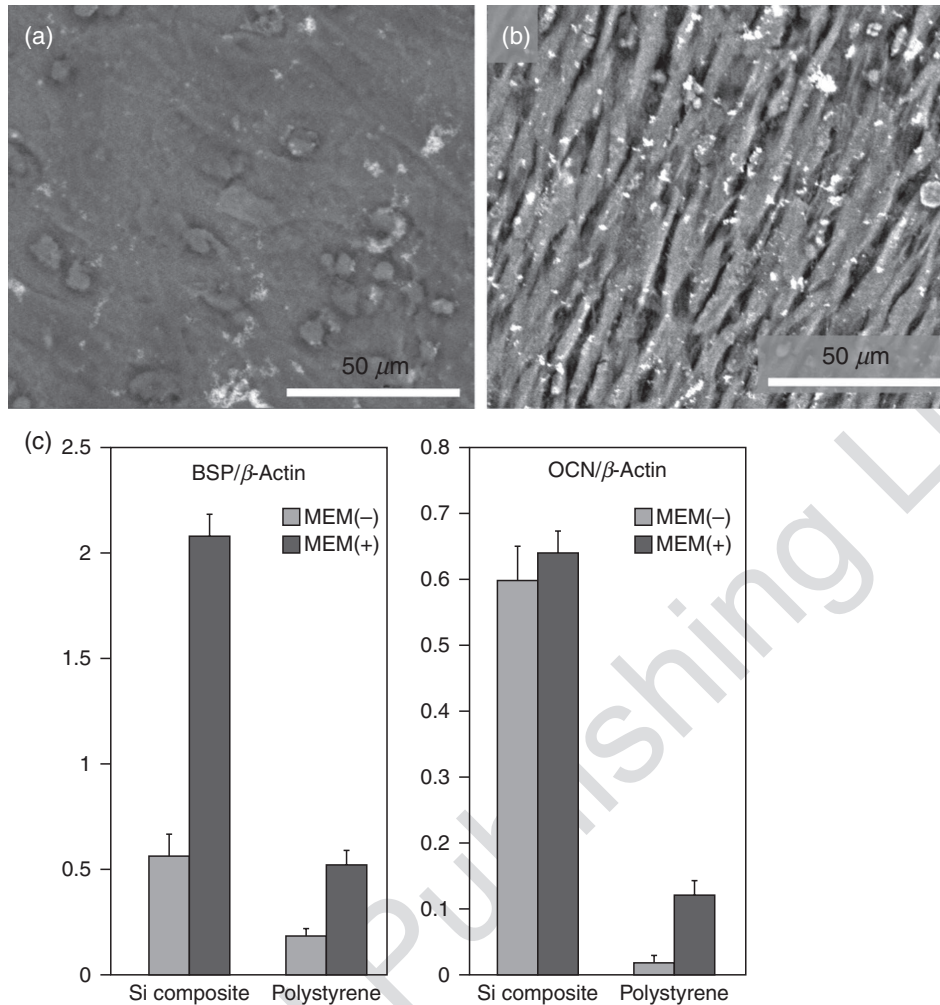 (a)
50 μm
(b)
50 μm
(c)
BSP/β-Actin
MEM(–)
MEM(+)
2.5
2
1.5
1
0.5
0
Si composite
Polystyrene
OCN/β-Actin
MEM(–)
MEM(+)
0.8
0.7
0.6
0.5
0.4
0.3
0.2
0.1
0
Si composite
Polystyrene
Publishing